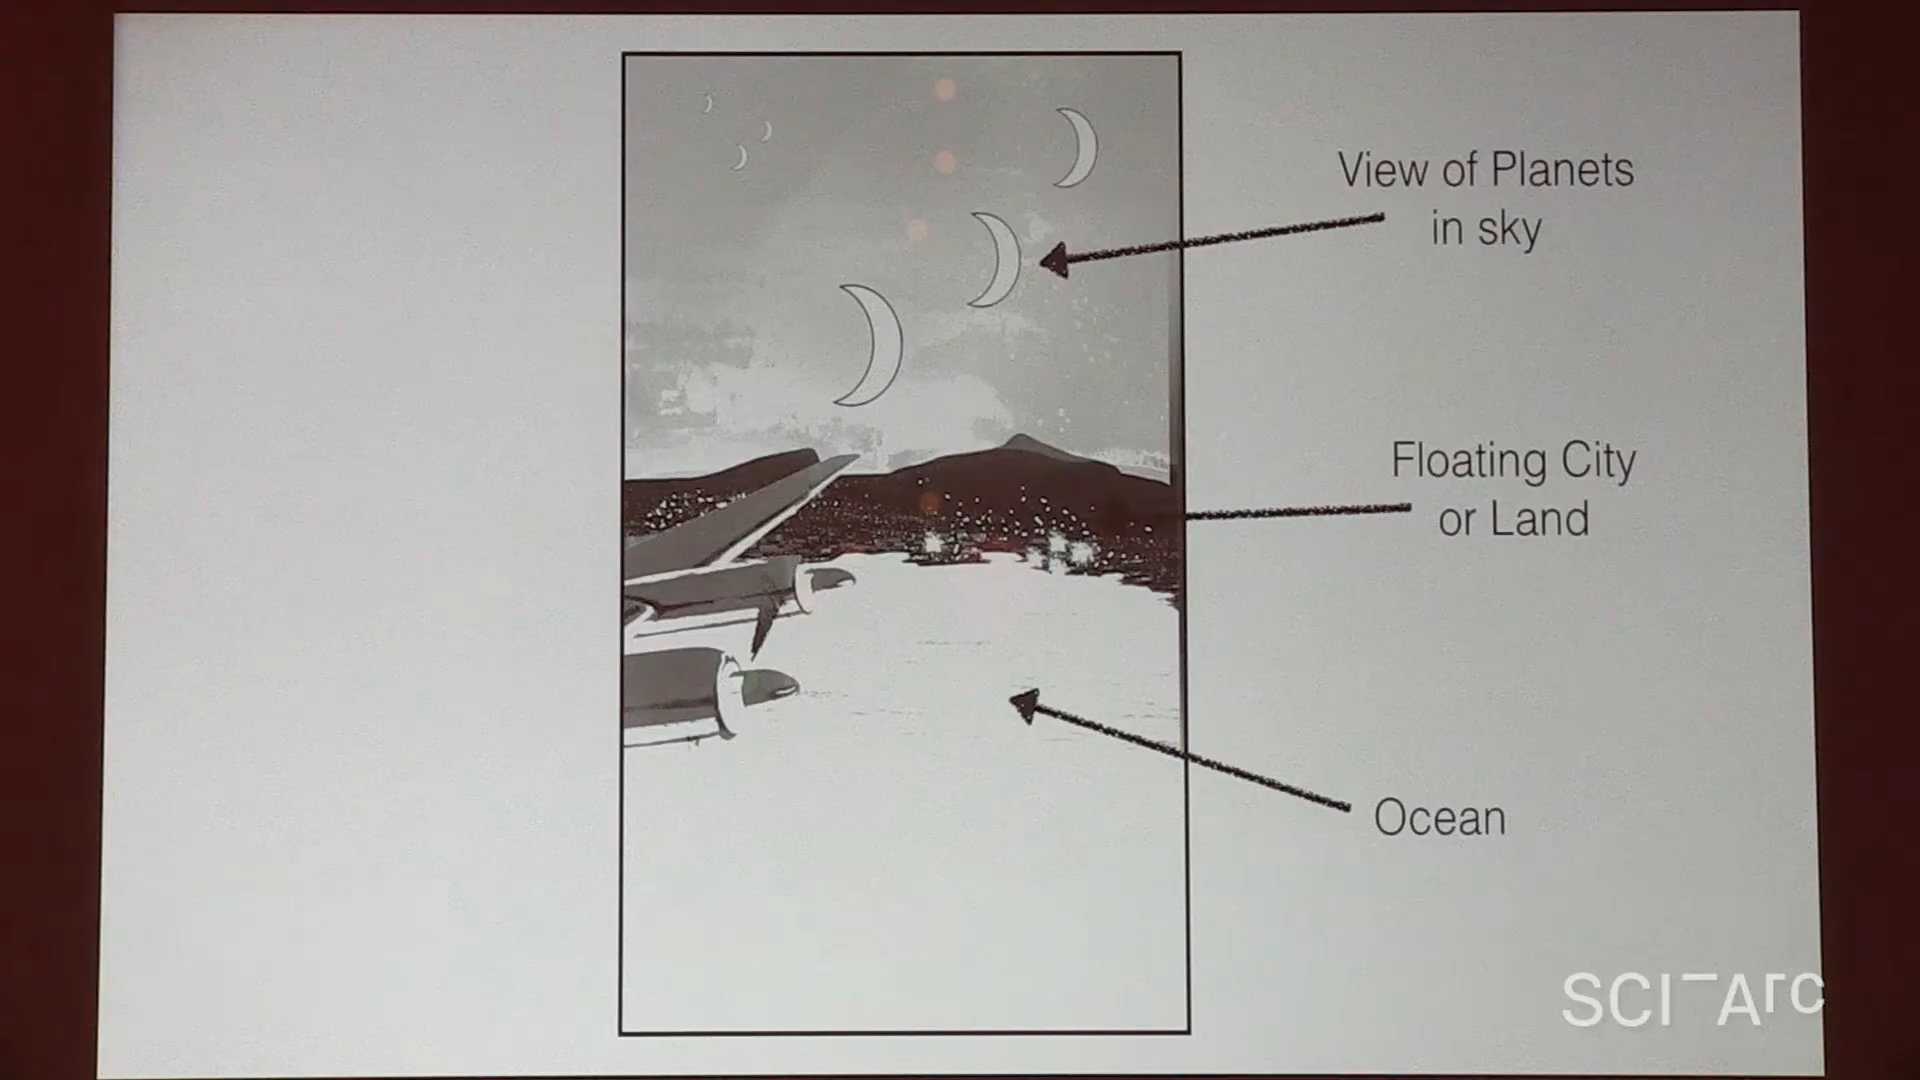 View of Planets
in sky
Floating City
or Land
Ocean
SCI-Arc